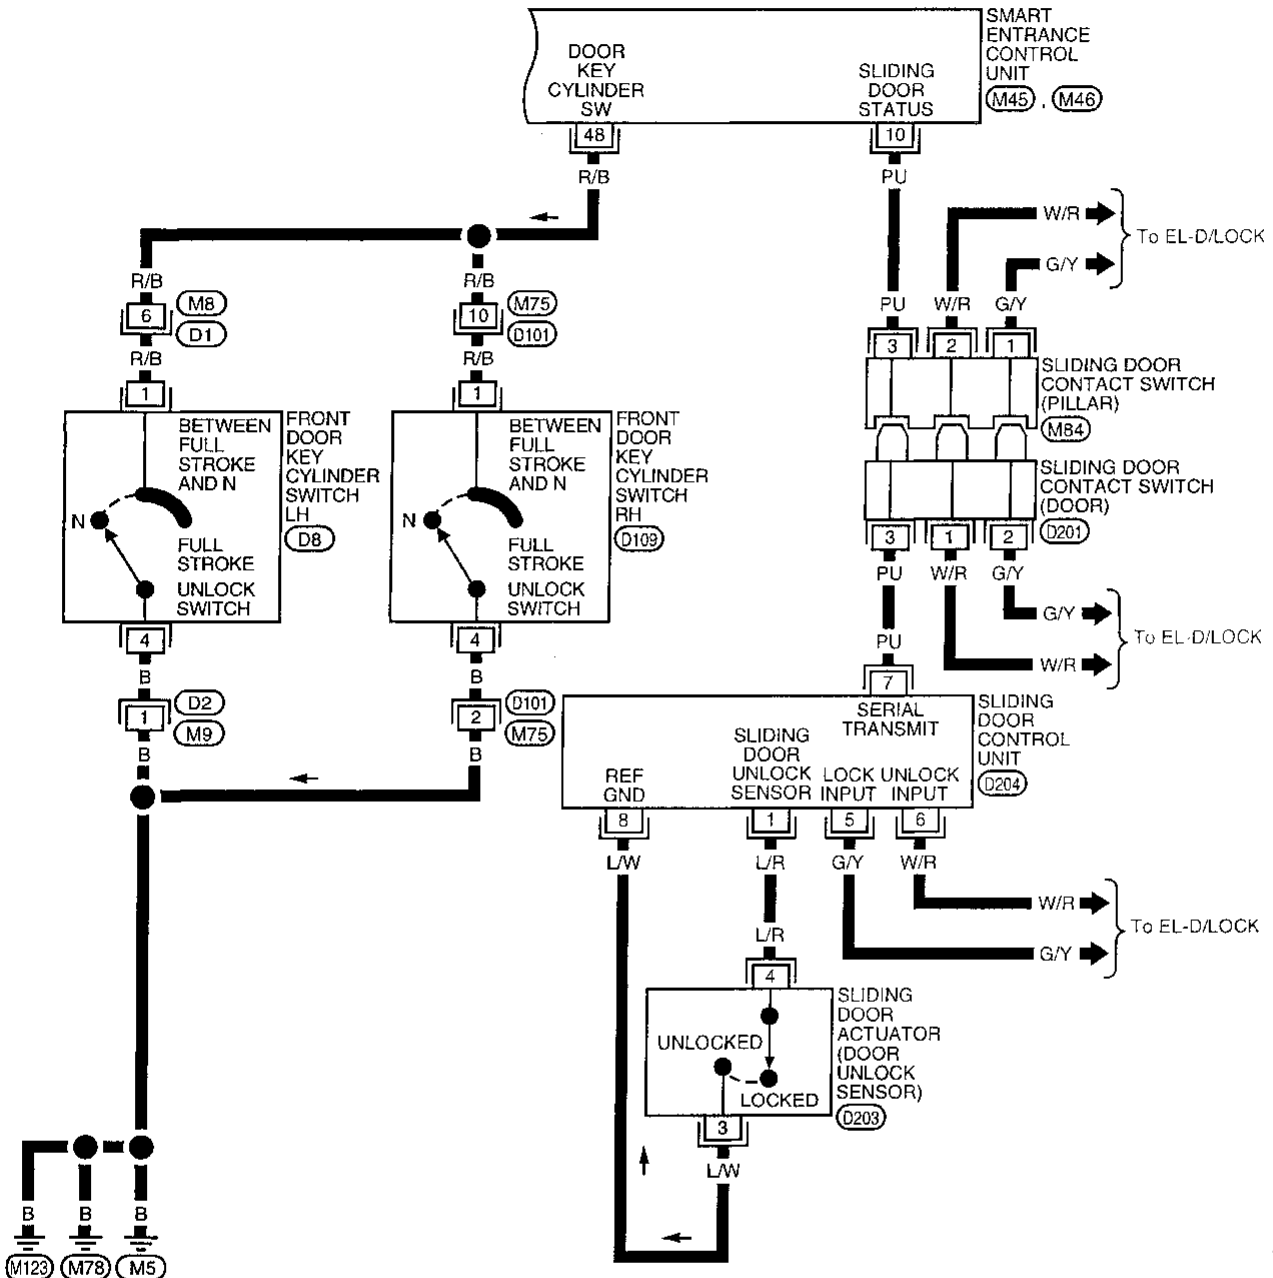 SMART
ENTRANCE
CONTROL
UNIT
M45 , M46
DOOR
KEY
CYLINDER
SW
SLIDING
DOOR
STATUS
48
10
R/B
PU
W/R
To EL-D/LOCK
G/Y
R/B
R/B
PU
W/R
G/Y
6
M8
D1
10
M75
D101
R/B
R/B
3
2
1
SLIDING DOOR
CONTACT SWITCH
(PILLAR)
M84
1
BETWEEN
FULL
STROKE
AND N
N
FULL
STROKE
UNLOCK
SWITCH
FRONT
DOOR
KEY
CYLINDER
SWITCH
LH
D8
1
BETWEEN
FULL
STROKE
AND N
N
FULL
STROKE
UNLOCK
SWITCH
FRONT
DOOR
KEY
CYLINDER
SWITCH
RH
D109
SLIDING DOOR
CONTACT SWITCH
(DOOR)
D201
3
1
2
PU
W/R
G/Y
G/Y
To EL-D/LOCK
W/R
PU
4
4
B
B
1
D2
M9
2
D101
M75
B
B
7
SERIAL
TRANSMIT
SLIDING
DOOR
CONTROL
UNIT
D204
REF
GND
SLIDING
DOOR
UNLOCK
SENSOR
LOCK
INPUT
UNLOCK
INPUT
8
1
5
6
L/W
L/R
G/Y
W/R
W/R
To EL-D/LOCK
G/Y
L/R
4
UNLOCKED
LOCKED
SLIDING
DOOR
ACTUATOR
(DOOR
UNLOCK
SENSOR)
D203
3
L/W
B
B
B
M123
M78
M5